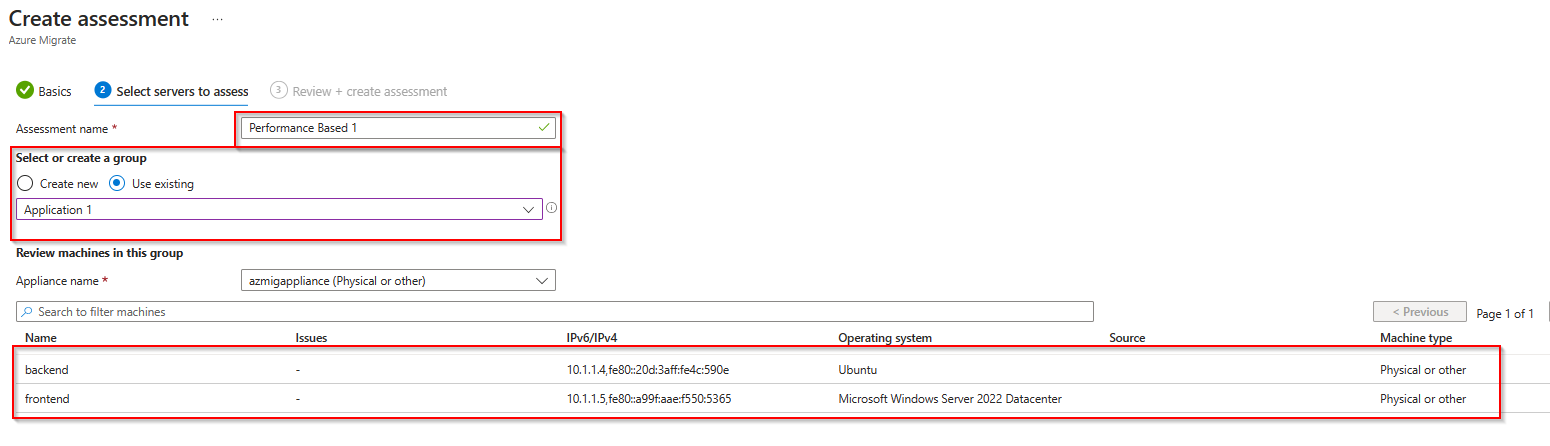 Create assessment ...
Azure Migrate
Basics 2 Select servers to assess 3 Review + create assessment
Assessment name * Performance Based 1
Select or create a group
Create new Use existing
Application 1
Review machines in this group
Appliance name * azmigappliance (Physical or other)
Search to filter machines < Previous Page 1 of 1
Name Issues IPv6/IPv4 Operating system Source Machine type
backend - 10.1.1.4,fe80::20d:3aff:fe4c:590e Ubuntu Physical or other
frontend - 10.1.1.5,fe80::a99f:aae:f550:5365 Microsoft Windows Server 2022 Datacenter Physical or other